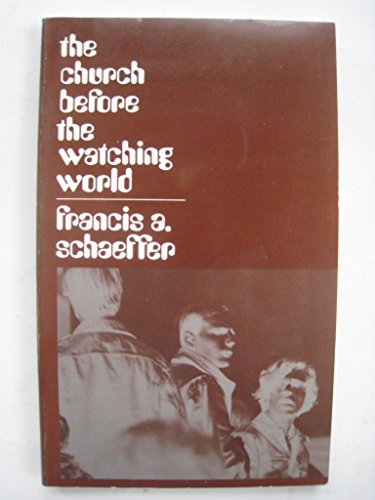 the
church
before
the
watching
world
francis a.
schaeffer